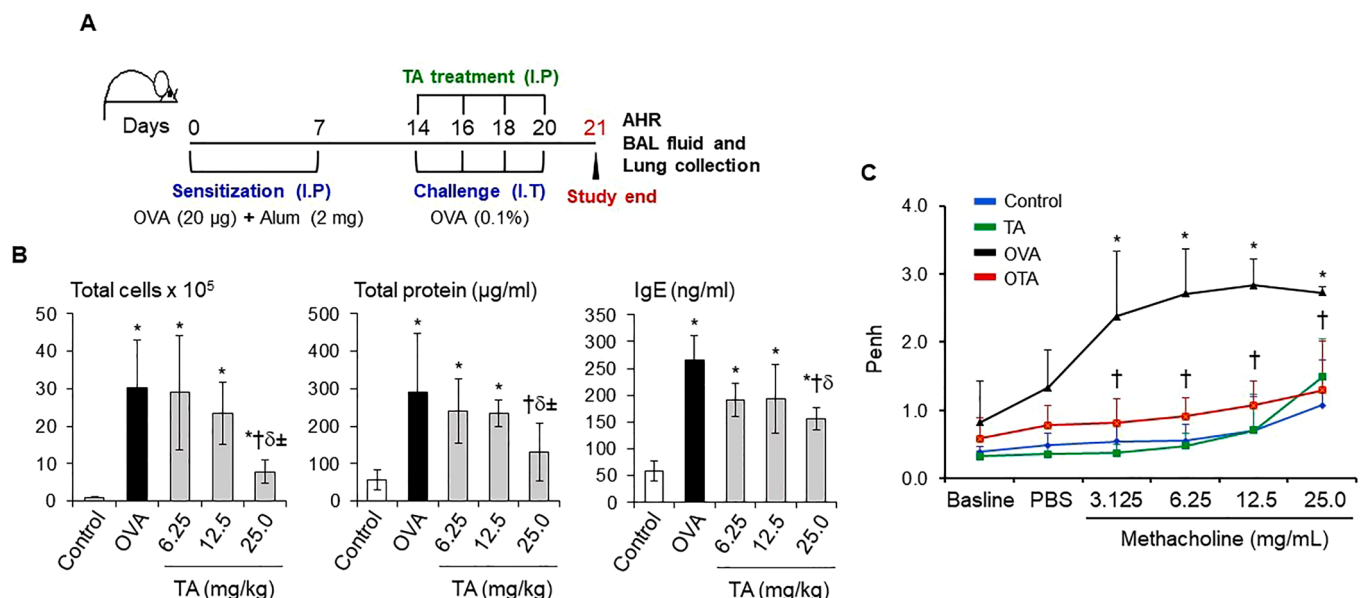 A
TA treatment (I.P)
Days 0 7 14 16 18 20 21
AHR
BAL fluid and
Lung collection
Sensitization (I.P) Challenge (I.T) Study end
OVA (20 µg) + Alum (2 mg) OVA (0.1%)
B
Total cells x 10⁵
50
40
30
20
10
0
* * * *†δ±
Control OVA 6.25 12.5 25.0
TA (mg/kg)
Total protein (µg/ml)
500
400
300
200
100
0
* * * †δ±
Control OVA 6.25 12.5 25.0
TA (mg/kg)
IgE (ng/ml)
350
300
250
200
150
100
50
0
* * * *†δ
Control OVA 6.25 12.5 25.0
TA (mg/kg)
C
Control
TA
OVA
OTA
Penh
4.0
3.0
2.0
1.0
0.0
* * * *
† † † †
Basline PBS 3.125 6.25 12.5 25.0
Methacholine (mg/mL)